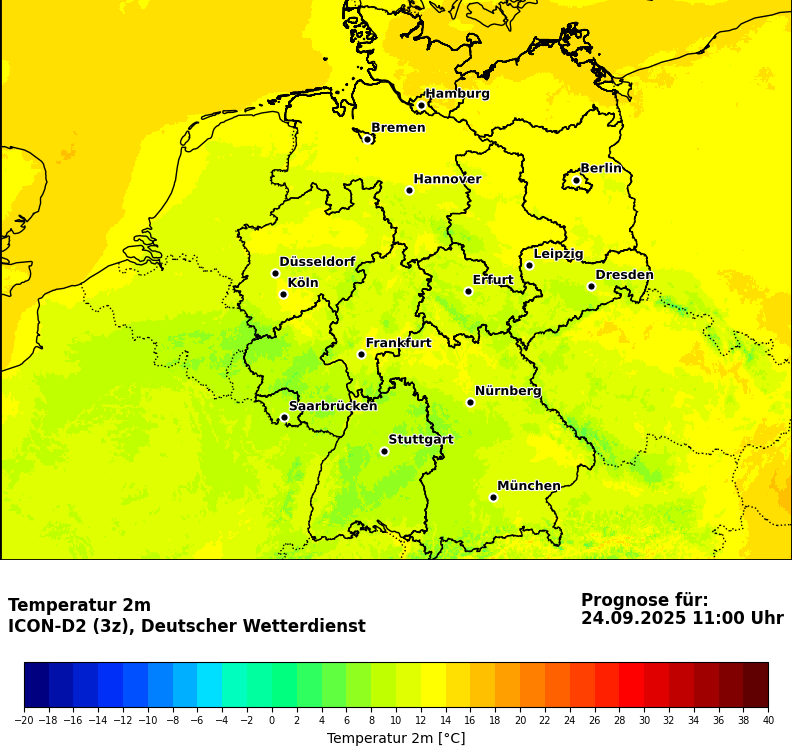 Hamburg
Bremen
Berlin
Hannover
Leipzig
Düsseldorf
Dresden
Köln
Erfurt
Frankfurt
Nürnberg
Saarbrücken
Stuttgart
München
Temperatur 2m
ICON-D2 (3z), Deutscher Wetterdienst
Prognose für:
24.09.2025 11:00 Uhr
−20 −18 −16 −14 −12 −10 −8 −6 −4 −2 0 2 4 6 8 10 12 14 16 18 20 22 24 26 28 30 32 34 36 38 40
Temperatur 2m [°C]